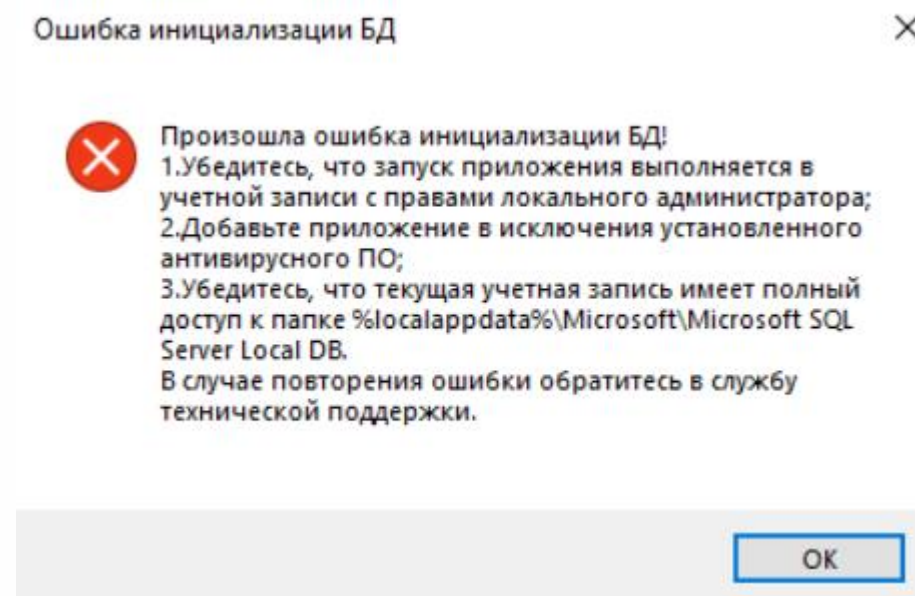 Ошибка инициализации БД
Произошла ошибка инициализации БД!
1.Убедитесь, что запуск приложения выполняется в
учетной записи с правами локального администратора;
2.Добавьте приложение в исключения установленного
антивирусного ПО;
3.Убедитесь, что текущая учетная запись имеет полный
доступ к папке %localappdata%\Microsoft\Microsoft SQL
Server Local DB.
В случае повторения ошибки обратитесь в службу
технической поддержки.
ОК